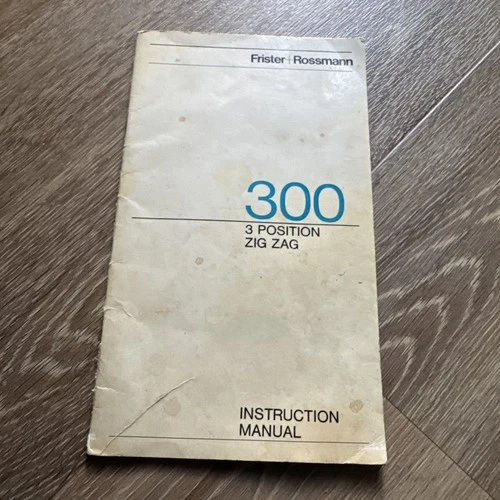 Frister | Rossmann
300
3 POSITION
ZIG ZAG
INSTRUCTION
MANUAL